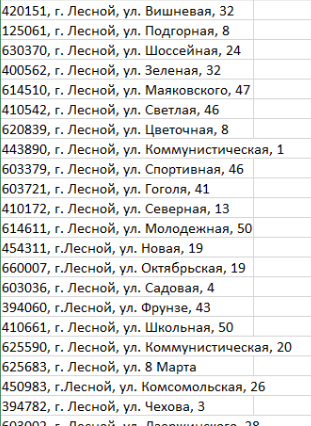 420151, г. Лесной, ул. Вишневая, 32
125061, г. Лесной, ул. Подгорная, 8
630370, г. Лесной, ул. Шоссейная, 24
400562, г. Лесной, ул. Зеленая, 32
614510, г. Лесной, ул. Маяковского, 47
410542, г. Лесной, ул. Светлая, 46
620839, г. Лесной, ул. Цветочная, 8
443890, г. Лесной, ул. Коммунистическая, 1
603379, г. Лесной, ул. Спортивная, 46
603721, г. Лесной, ул. Гоголя, 41
410172, г. Лесной, ул. Северная, 13
614611, г. Лесной, ул. Молодежная, 50
454311, г.Лесной, ул. Новая, 19
660007, г. Лесной, ул. Октябрьская, 19
603036, г. Лесной, ул. Садовая, 4
394060, г.Лесной, ул. Фрунзе, 43
410661, г. Лесной, ул. Школьная, 50
625590, г. Лесной, ул. Коммунистическая, 20
625683, г. Лесной, ул. 8 Марта
450983, г.Лесной, ул. Комсомольская, 26
394782, г. Лесной, ул. Чехова, 3
603002, г. Лесной, ул. Дзержинского, 28